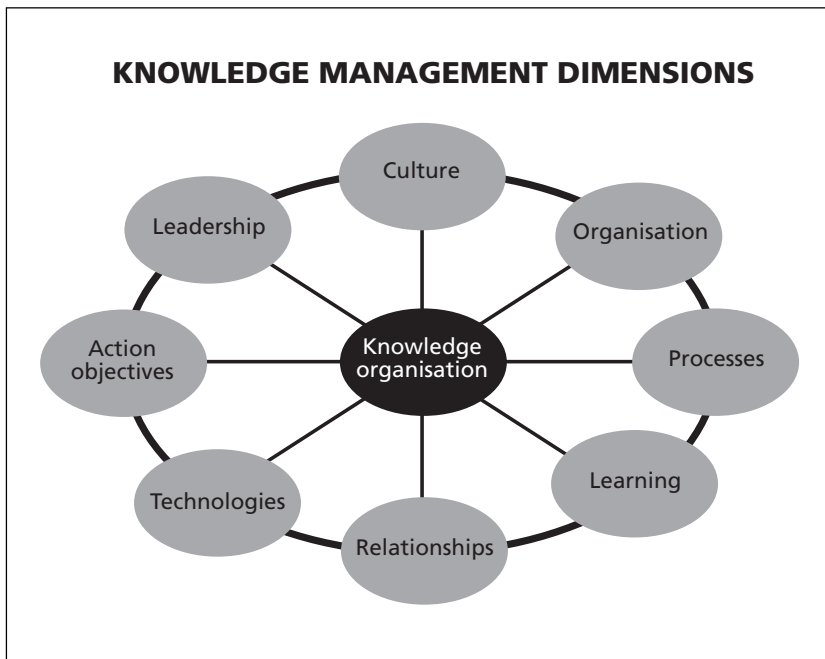 KNOWLEDGE MANAGEMENT DIMENSIONS
Culture
Leadership
Organisation
Action
objectives
Knowledge
organisation
Processes
Technologies
Learning
Relationships